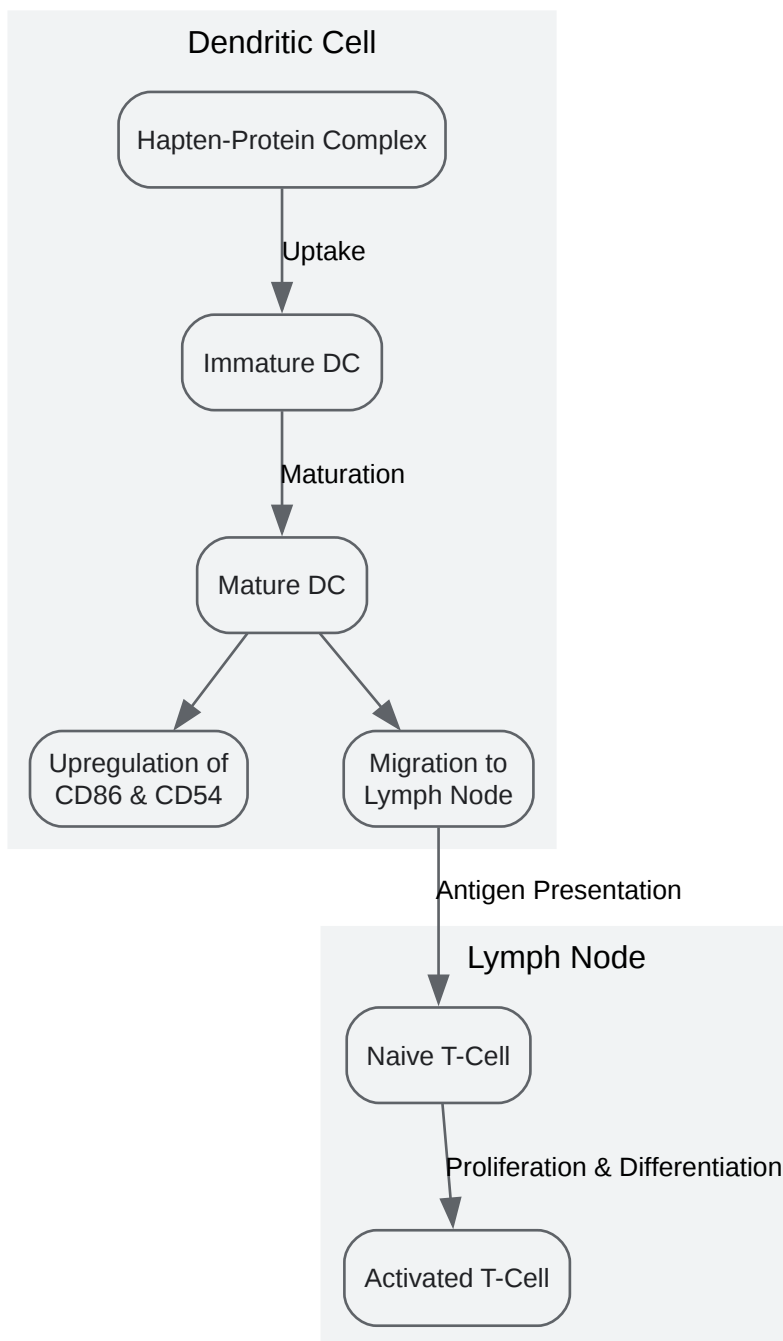 Dendritic Cell
Hapten-Protein Complex
Uptake
Immature DC
Maturation
Mature DC
Upregulation of
CD86 & CD54
Migration to
Lymph Node
Antigen Presentation
Lymph Node
Naive T-Cell
Proliferation & Differentiation
Activated T-Cell